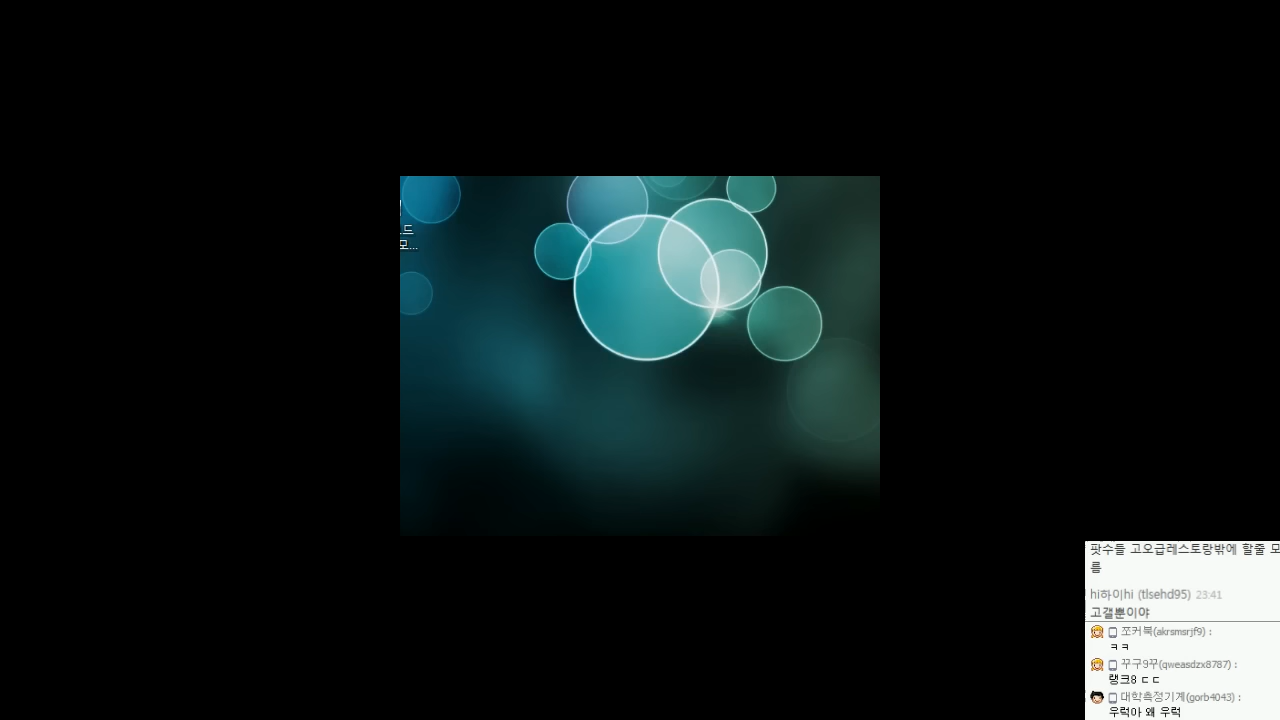 드
모...
팟수들 고오급레스토랑밖에 할줄 모
름
hi하이hi (tlsehd95) 23:41
고갤뿐이야
쪼커북(akrsmsrjf9) :
ㅋㅋ
꾸구9꾸(qweasdzx8787) :
랭크8 ㄷㄷ
대학측정기계(gorb4043) :
우럭아 왜 우럭